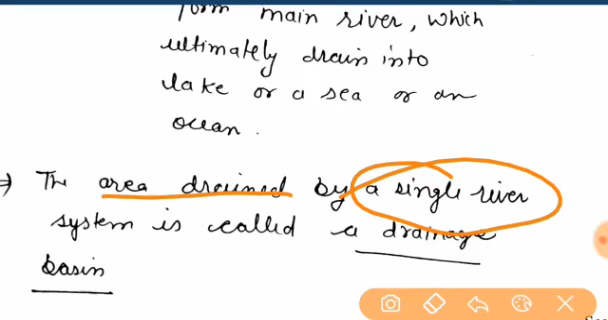 form main river, which
ultimately drain into
lake or a sea or an
ocean.
⇒ The area drained by a single river
system is called a drainage
basin